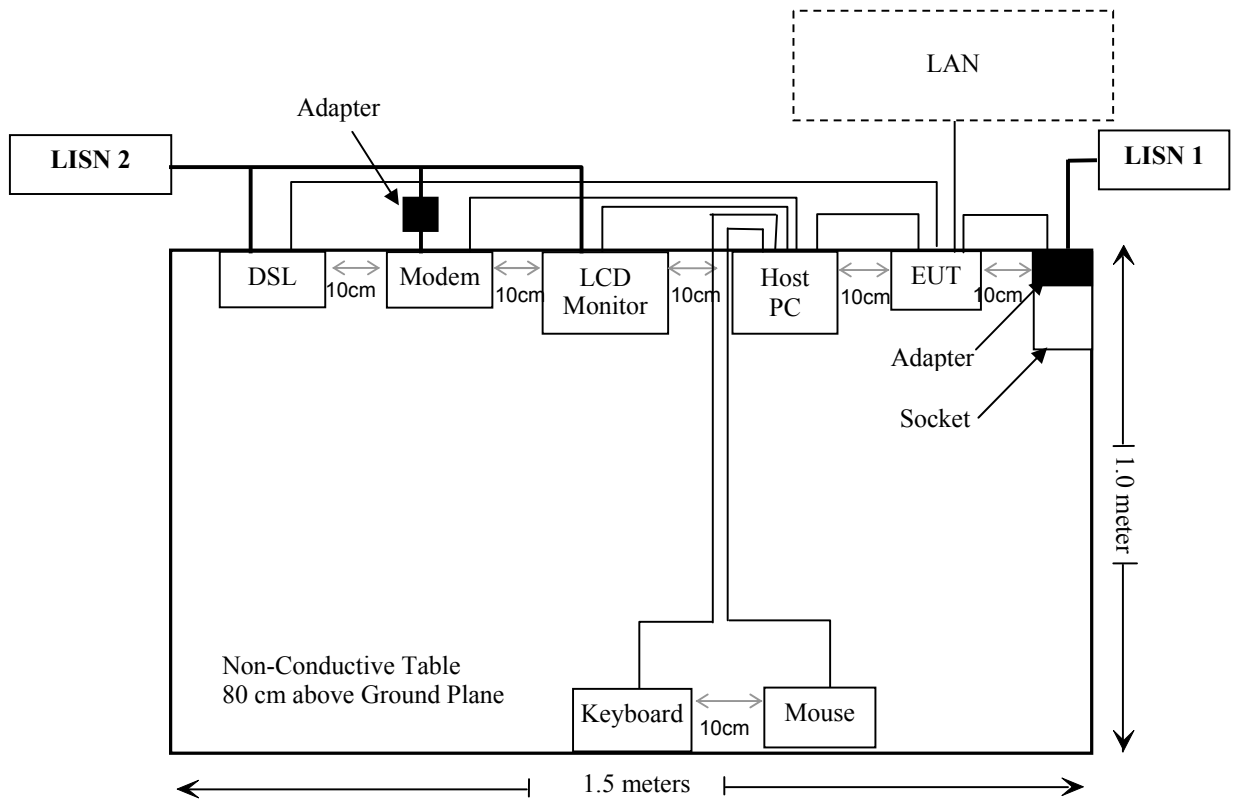 LAN
Adapter
LISN 2
LISN 1
DSL
Modem
LCD
Monitor
Host
PC
EUT
10cm
10cm
10cm
10cm
10cm
Adapter
Socket
1.0 meter
Non-Conductive Table
80 cm above Ground Plane
Keyboard
10cm
Mouse
1.5 meters